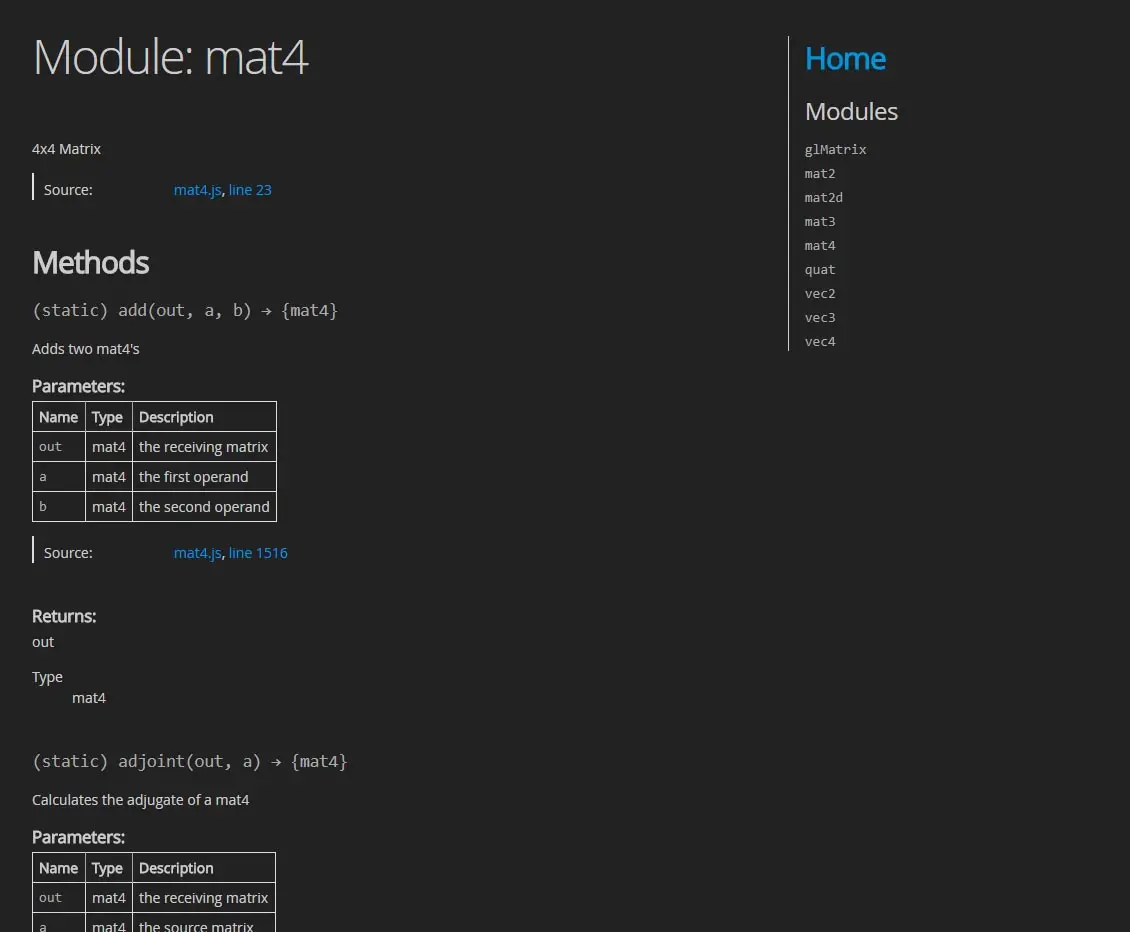 Module: mat4
4x4 Matrix
Source: mat4.js, line 23
Methods
(static) add(out, a, b) → {mat4}
Adds two mat4's
Parameters:
Name Type Description
out mat4 the receiving matrix
a mat4 the first operand
b mat4 the second operand
Source: mat4.js, line 1516
Returns:
out
Type
mat4
(static) adjoint(out, a) → {mat4}
Calculates the adjugate of a mat4
Parameters:
Name Type Description
out mat4 the receiving matrix
a mat4 the source matrix
Home
Modules
glMatrix
mat2
mat2d
mat3
mat4
quat
vec2
vec3
vec4